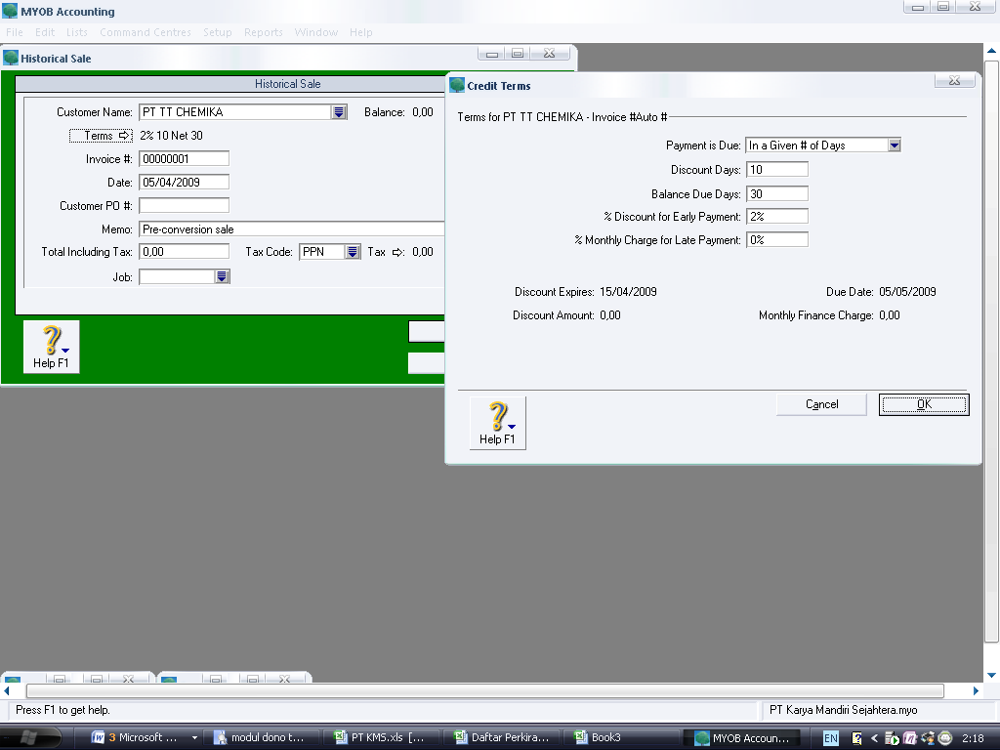 MYOB Accounting
File Edit Lists Command Centres Setup Reports Window Help
Historical Sale
Historical Sale
Customer Name: PT TT CHEMIKA Balance: 0,00
Terms 2% 10 Net 30
Invoice #: 00000001
Date: 05/04/2009
Customer PO #:
Memo: Pre-conversion sale
Total Including Tax: 0,00 Tax Code: PPN Tax : 0,00
Job:
Help F1
Credit Terms
Terms for PT TT CHEMIKA - Invoice #Auto #
Payment is Due: In a Given # of Days
Discount Days: 10
Balance Due Days: 30
% Discount for Early Payment: 2%
% Monthly Charge for Late Payment: 0%
Discount Expires: 15/04/2009 Due Date: 05/05/2009
Discount Amount: 0,00 Monthly Finance Charge: 0,00
Cancel OK
Help F1
Press F1 to get help. PT Karya Mandiri Sejahtera.myo
3 Microsoft ... modul dono t... PT KMS.xls [... Daftar Perkira... Book3 MYOB Accoun... EN 2:18